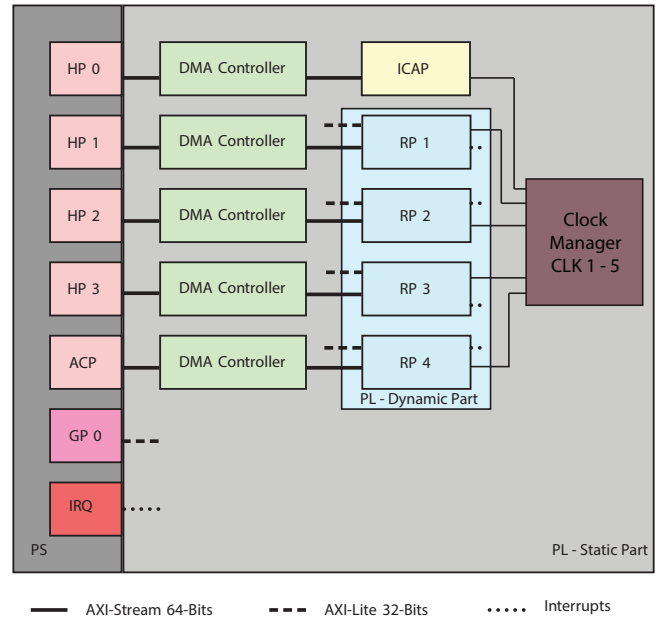 HP 0
DMA Controller
ICAP
HP 1
DMA Controller
RP 1
HP 2
DMA Controller
RP 2
Clock
Manager
CLK 1 - 5
HP 3
DMA Controller
RP 3
ACP
DMA Controller
RP 4
PL - Dynamic Part
GP 0
IRQ
PS
PL - Static Part
AXI-Stream 64-Bits
AXI-Lite 32-Bits
Interrupts